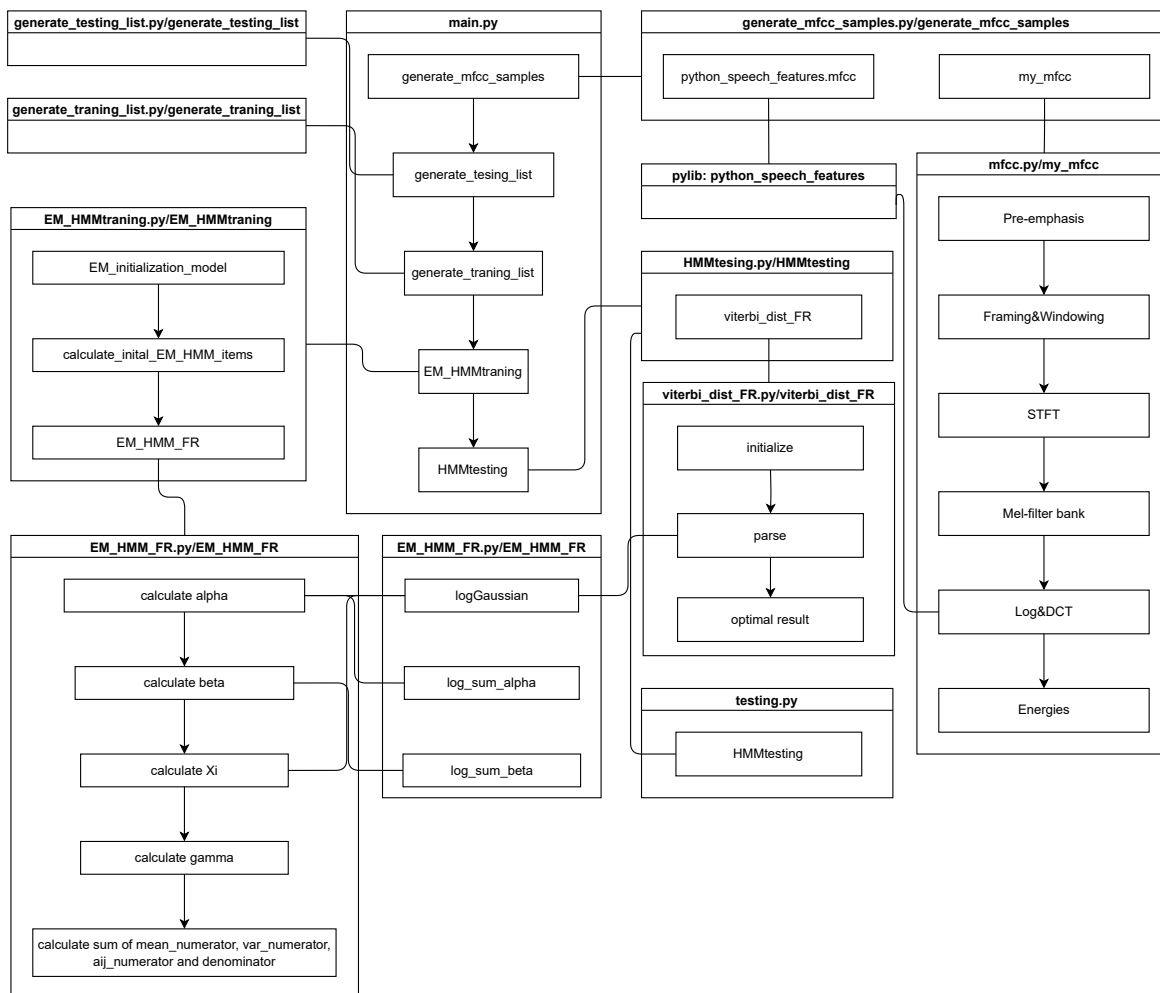 generate_testing_list.py/generate_testing_list
generate_traning_list.py/generate_traning_list
EM_HMMtraning.py/EM_HMMtraning
EM_initialization_model
calculate_inital_EM_HMM_items
EM_HMM_FR
main.py
generate_mfcc_samples
generate_tesing_list
generate_traning_list
EM_HMMtraning
HMMtesting
generate_mfcc_samples.py/generate_mfcc_samples
python_speech_features.mfcc
my_mfcc
pylib: python_speech_features
HMMtesing.py/HMMtesting
viterbi_dist_FR
viterbi_dist_FR.py/viterbi_dist_FR
initialize
parse
optimal result
testing.py
HMMtesting
mfcc.py/my_mfcc
Pre-emphasis
Framing&Windowing
STFT
Mel-filter bank
Log&DCT
Energies
EM_HMM_FR.py/EM_HMM_FR
calculate alpha
calculate beta
calculate Xi
calculate gamma
calculate sum of mean_numerator, var_numerator,
aij_numerator and denominator
EM_HMM_FR.py/EM_HMM_FR
logGaussian
log_sum_alpha
log_sum_beta